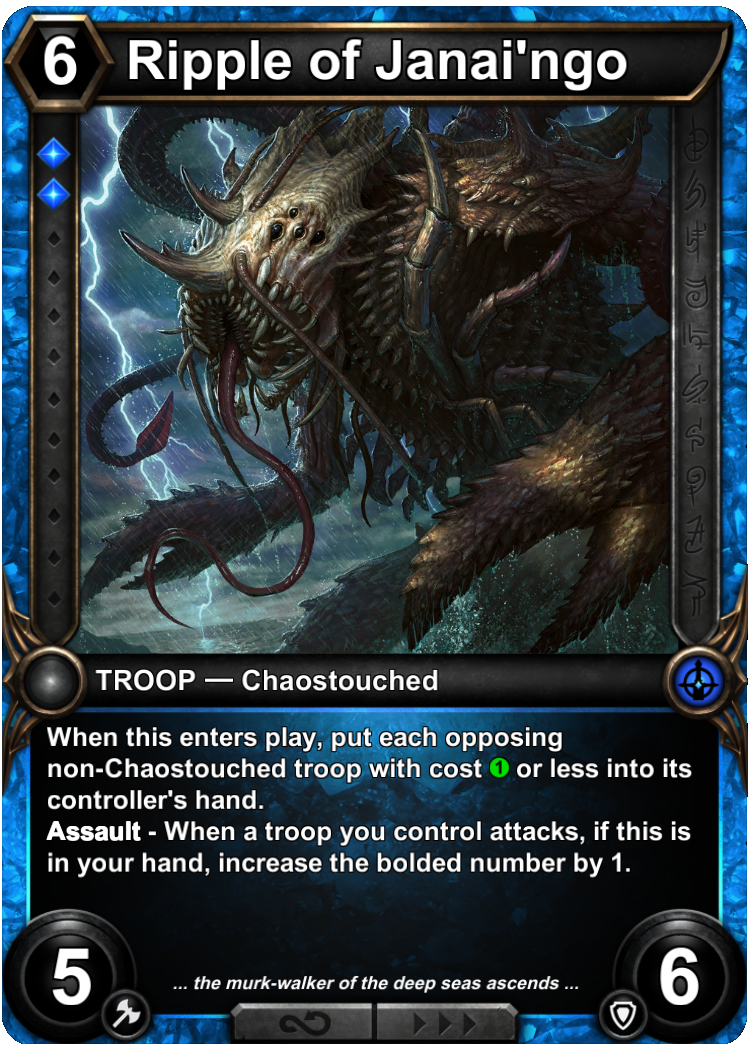 6
Ripple of Janai'ngo
TROOP — Chaostouched
When this enters play, put each opposing
non-Chaostouched troop with cost 1 or less into its
controller's hand.
Assault - When a troop you control attacks, if this is
in your hand, increase the bolded number by 1.
5
... the murk-walker of the deep seas ascends ...
6